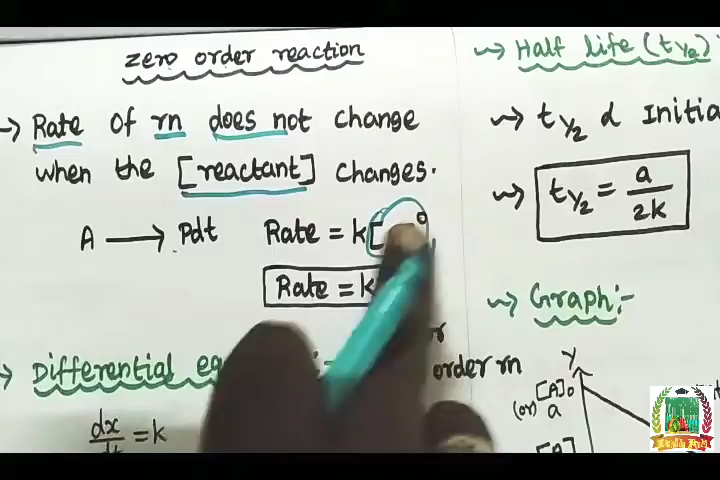 zero order reaction
→ Rate of rn does not change
when the [reactant] changes.
A → Pdt Rate = k[ 0
Rate = k
→ Differential
dx/dt = k
order rn
→ Half life (t1/2) :
→ t1/2 α Initia
→ t1/2 = a/2k
→ Graph:-
Y
[A]0
(or) a
[A]